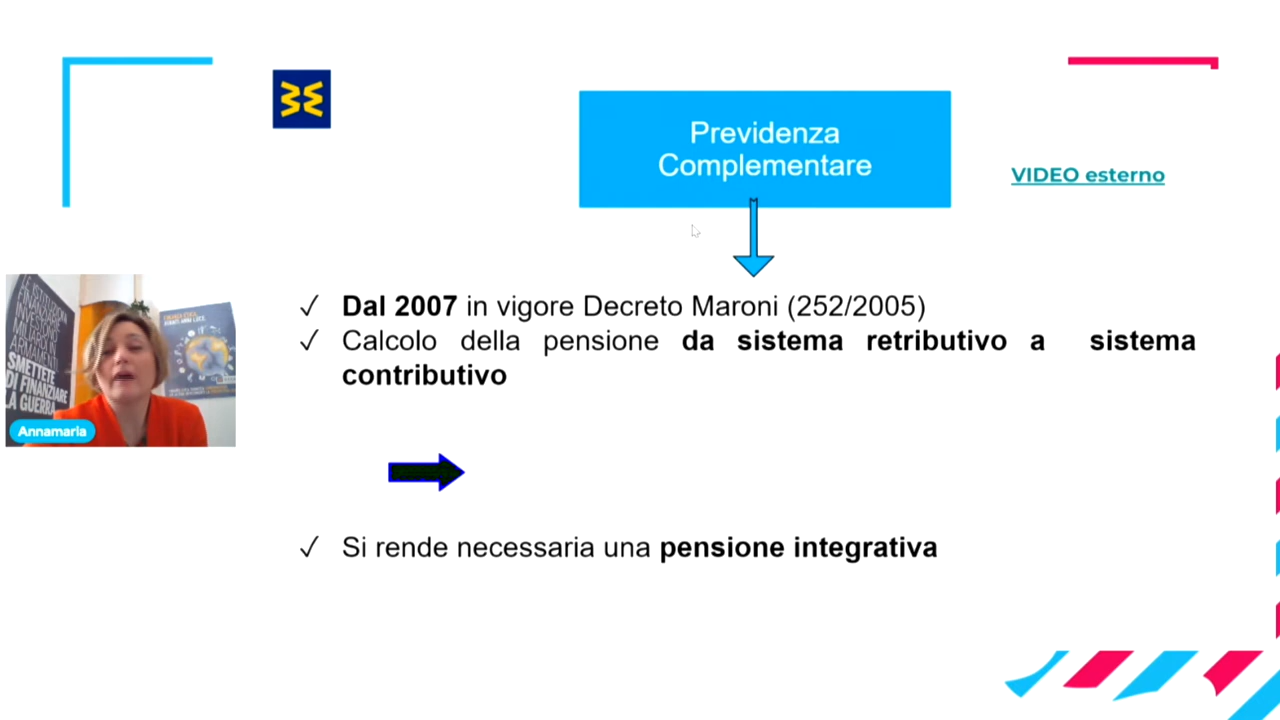 Previdenza
Complementare
VIDEO esterno
✓ Dal 2007 in vigore Decreto Maroni (252/2005)
✓ Calcolo della pensione da sistema retributivo a sistema
contributivo
✓ Si rende necessaria una pensione integrativa
SMETTETE
DI FINANZIARE
LA GUERRA
Annamaria